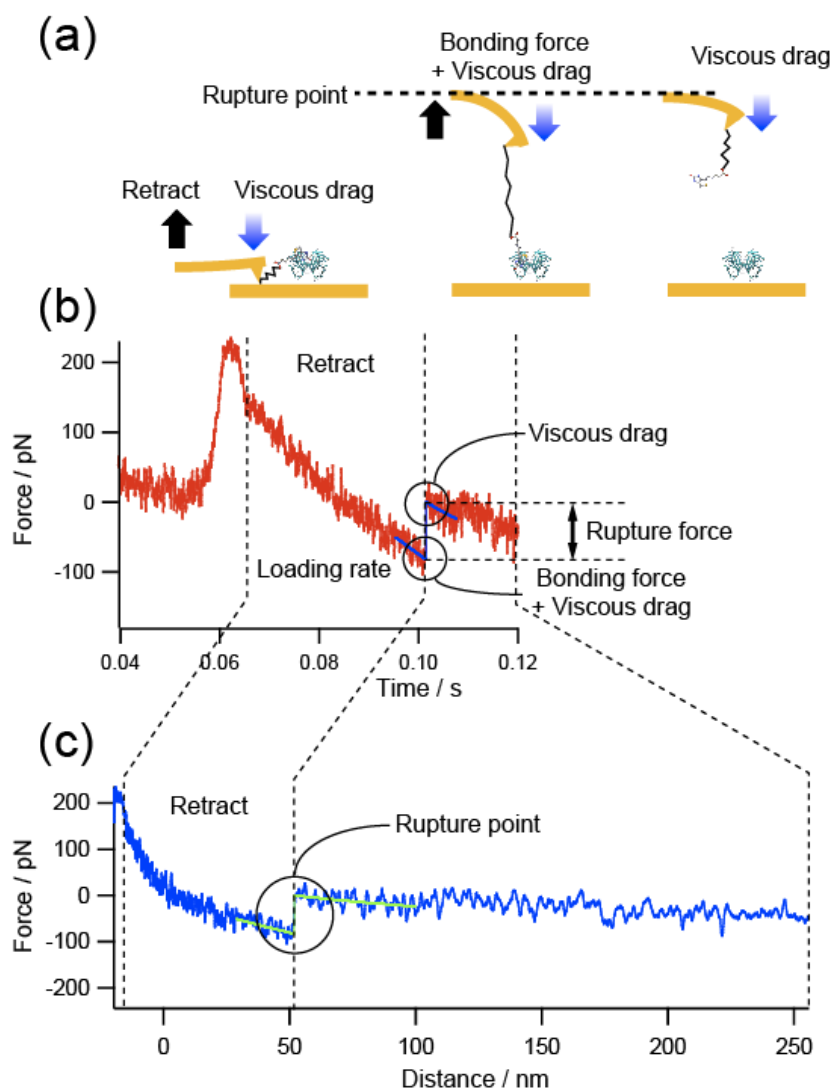 (a)
Bonding force
+ Viscous drag
Viscous drag
Rupture point
Retract
Viscous drag
(b)
200
100
0
-100
Force / pN
Retract
Viscous drag
Rupture force
Loading rate
Bonding force
+ Viscous drag
0.04
0.06
0.08
0.10
0.12
Time / s
(c)
200
100
0
-100
-200
Force / pN
Retract
Rupture point
0
50
100
150
200
250
Distance / nm